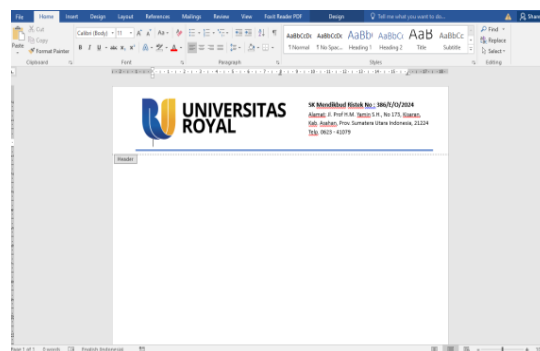 File Home Insert Design Layout References Mailings Review View Foxit Reader PDF Design Tell me what you want to do... Share
Cut
Copy
Paste
Format Painter
Calibri (Body) 11
Aa
B I U abc x, x²
AaBbCcDc AaBbCcDc AaBbC AaBbCc AaB AaBbCc
¶ Normal ¶ No Spac... Heading 1 Heading 2 Title Subtitle
Find
Replace
Select
Clipboard Font Paragraph Styles Editing
UNIVERSITAS
ROYAL
SK Mendikbud Ristek No : 386/E/O/2024
Alamat. Jl. Prof H.M. Yamin S.H., No 173, Kisaran,
Kab. Asahan, Prov. Sumatera Utara Indonesia, 21224
Telp. 0623 - 41079
Header
Page 1 of 1 0 words English (Indonesia)